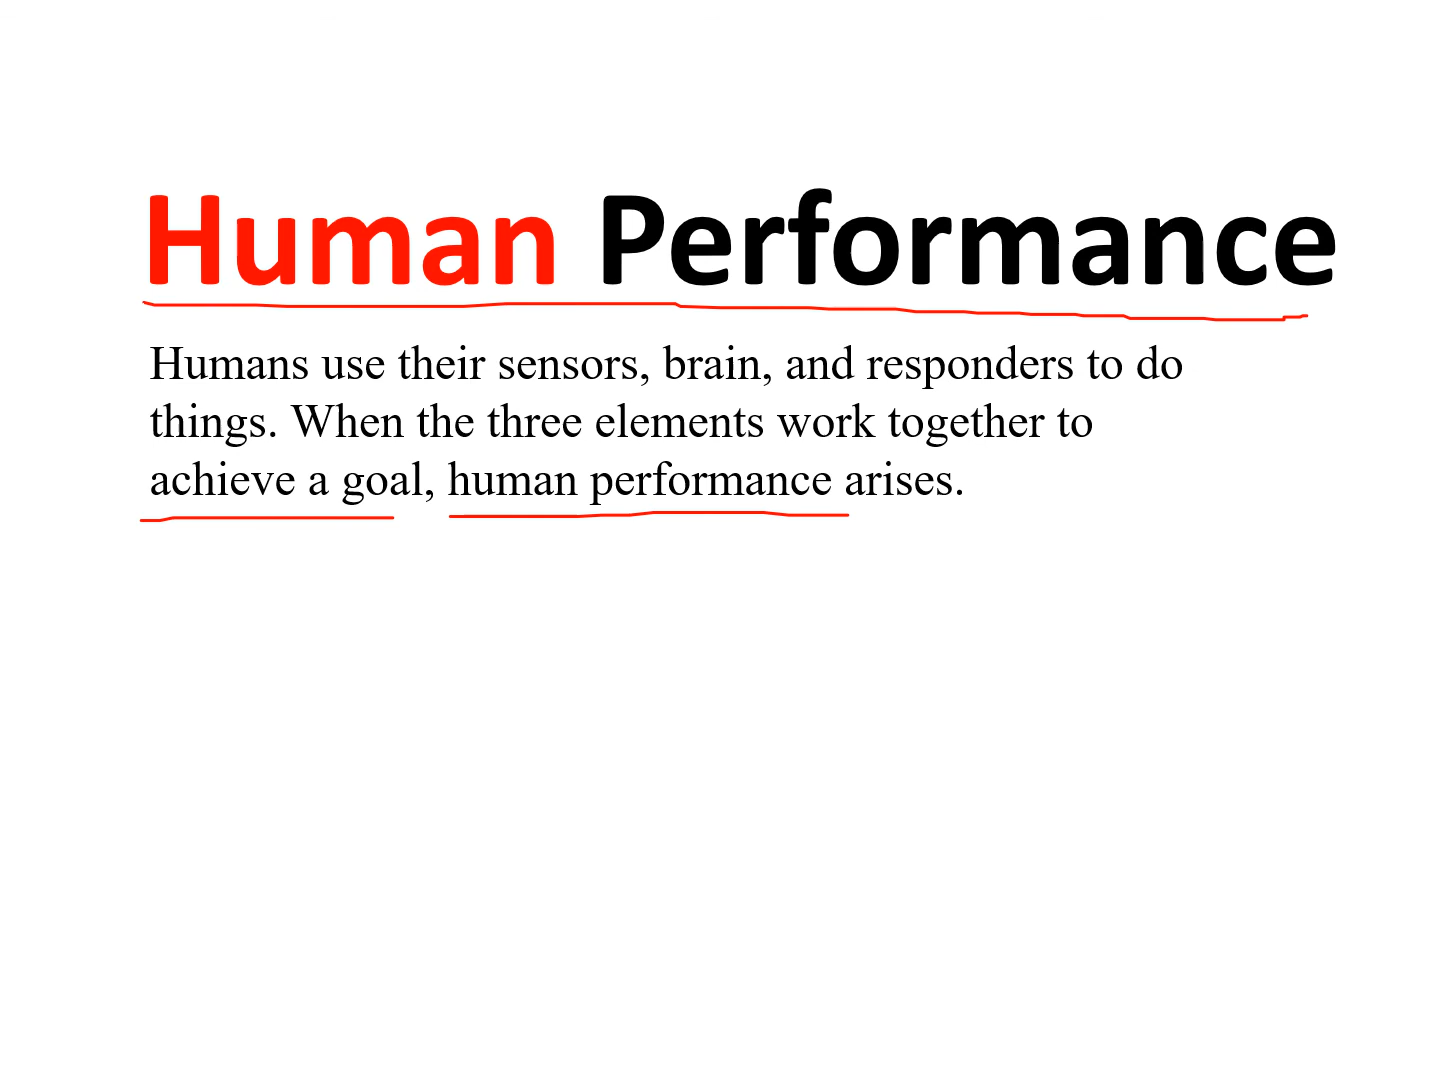 Human Performance
Humans use their sensors, brain, and responders to do
things. When the three elements work together to
achieve a goal, human performance arises.